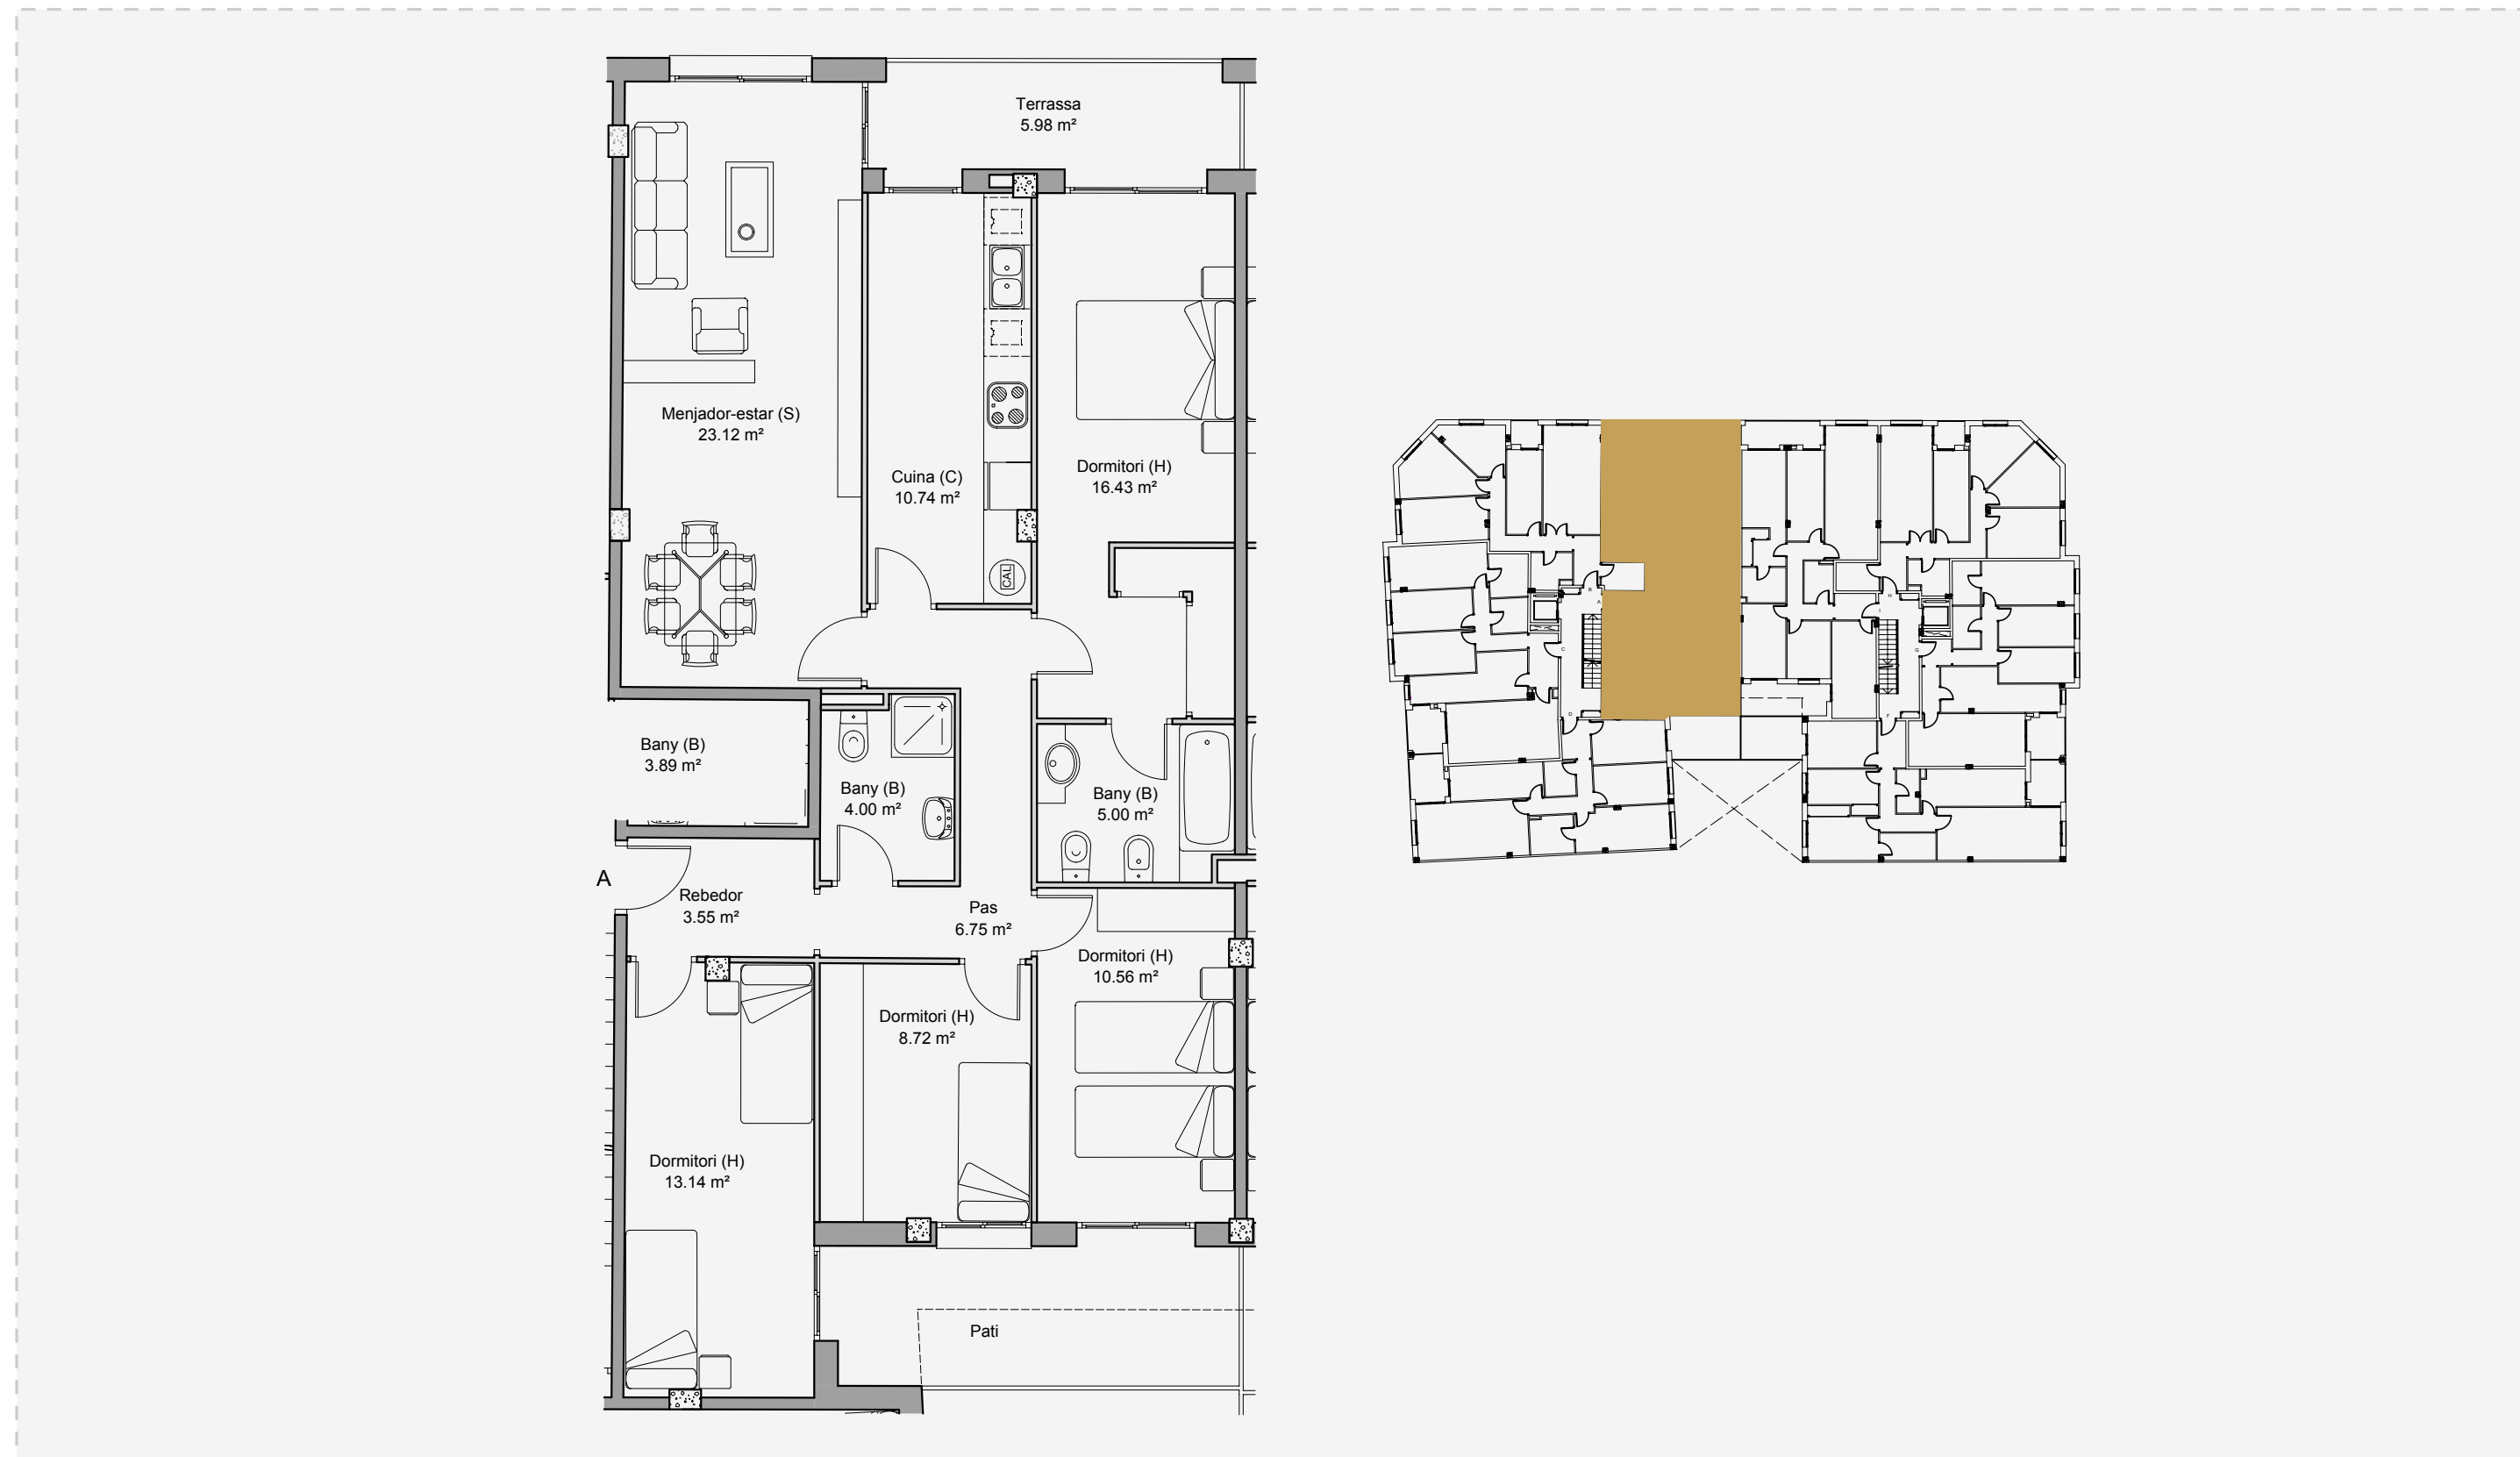 Terrassa
5.98 m²
Menjador-estar (S)
23.12 m²
Cuina (C)
10.74 m²
Dormitori (H)
16.43 m²
CAL
Bany (B)
3.89 m²
Bany (B)
4.00 m²
Bany (B)
5.00 m²
A
Rebedor
3.55 m²
Pas
6.75 m²
Dormitori (H)
10.56 m²
Dormitori (H)
8.72 m²
Dormitori (H)
13.14 m²
Pati
B
A
C
D
H
I
G
F